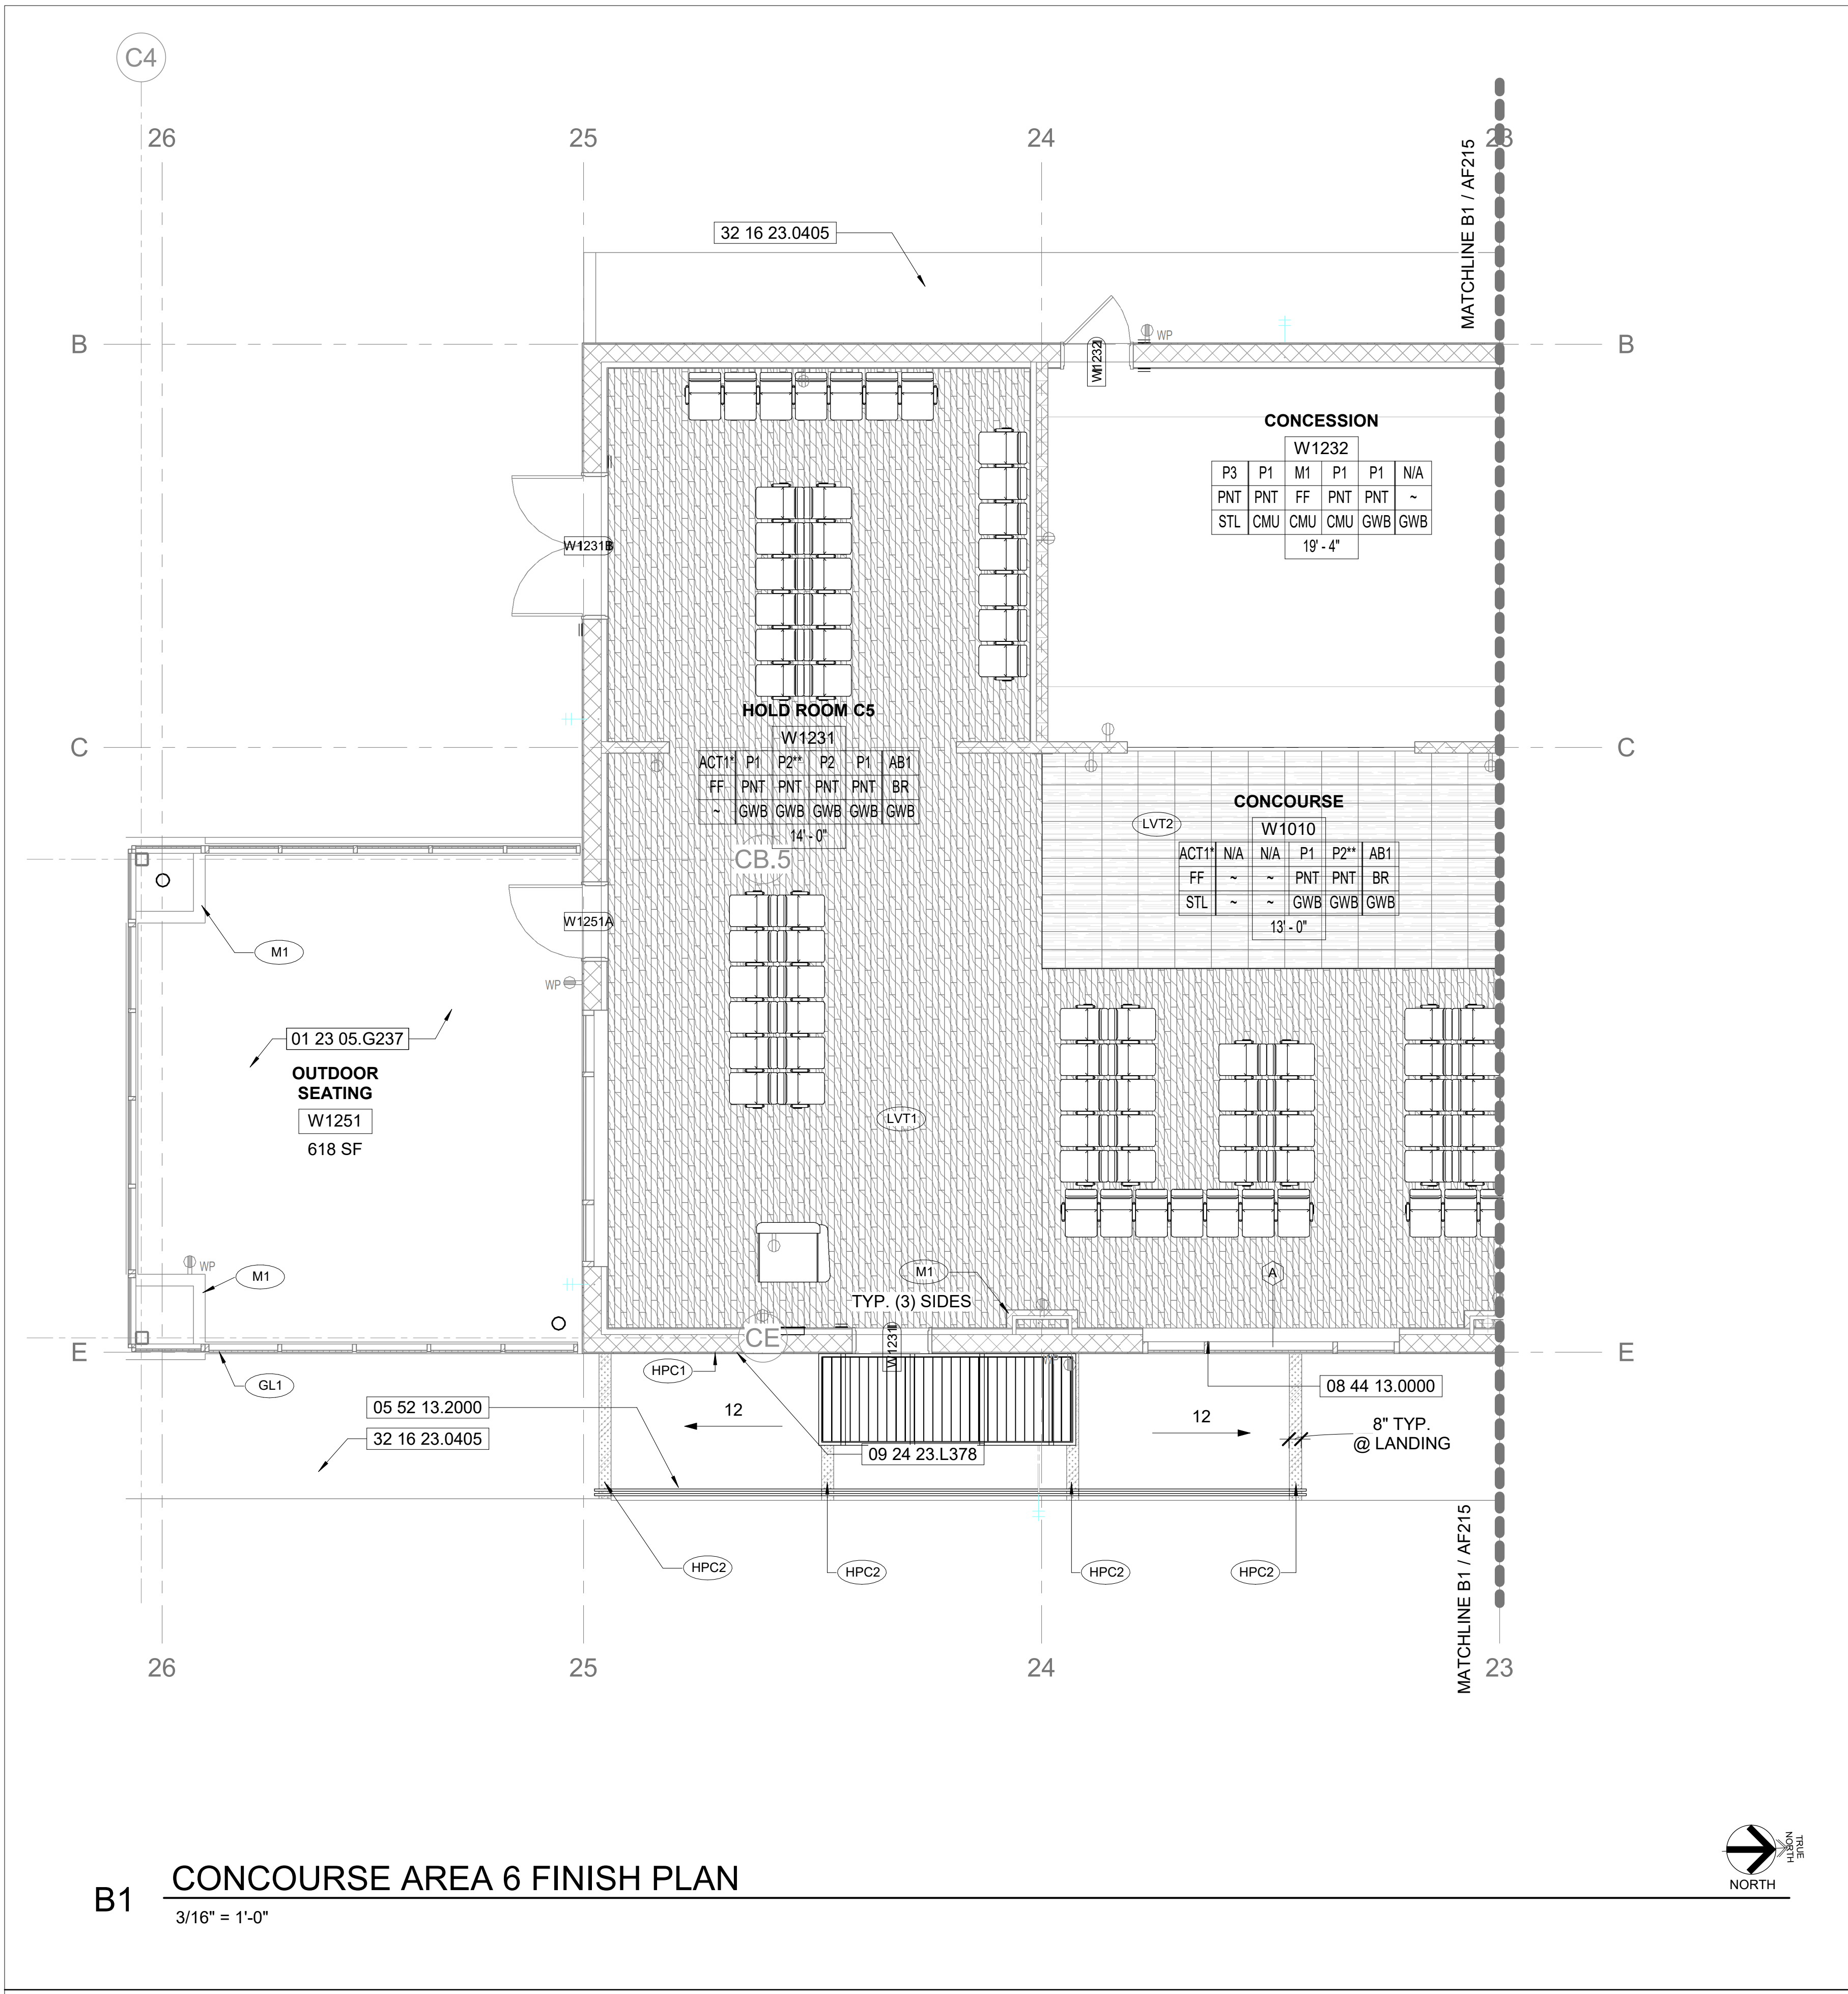 C4
26
25
24
23
MATCHLINE B1 / AF215
32 16 23.0405
B
WP
W1232
B
CONCESSION
W1232
P3 P1 M1 P1 P1 N/A
PNT PNT FF PNT PNT ~
STL CMU CMU CMU GWB GWB
19' - 4"
W1231B
HOLD ROOM C5
W1231
ACT1* P1 P2** P2 P1 AB1
FF PNT PNT PNT PNT BR
~ GWB GWB GWB GWB GWB
14' - 0"
C
C
CONCOURSE
LVT2
W1010
ACT1* N/A N/A P1 P2** AB1
FF ~ ~ PNT PNT BR
STL ~ ~ GWB GWB GWB
13' - 0"
CB.5
W1251A
M1
WP
01 23 05.G237
OUTDOOR
SEATING
W1251
618 SF
LVT1
WP
M1
M1
TYP. (3) SIDES
A
CE
W1231
E
E
HPC1
GL1
08 44 13.0000
05 52 13.2000
12
12
8" TYP.
@ LANDING
32 16 23.0405
09 24 23.L378
HPC2
HPC2
HPC2
HPC2
MATCHLINE B1 / AF215
26
25
24
23
TRUE
NORTH
NORTH
B1
CONCOURSE AREA 6 FINISH PLAN
3/16" = 1'-0"